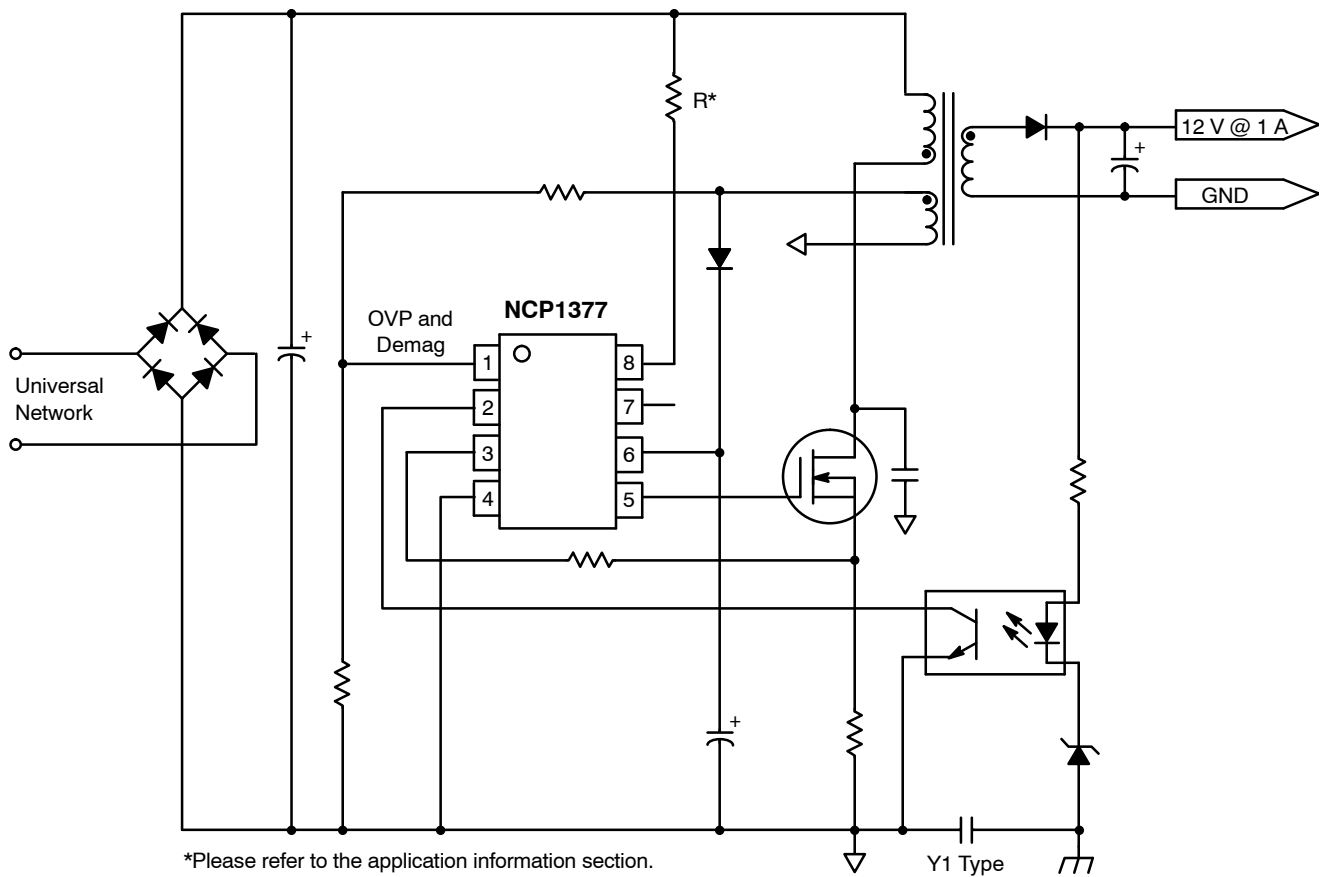 R*
+
12 V @ 1 A
+
GND
NCP1377
OVP and
Demag
Universal
Network
+
1
2
3
4
8
7
6
5
+
*Please refer to the application information section.
Y1 Type